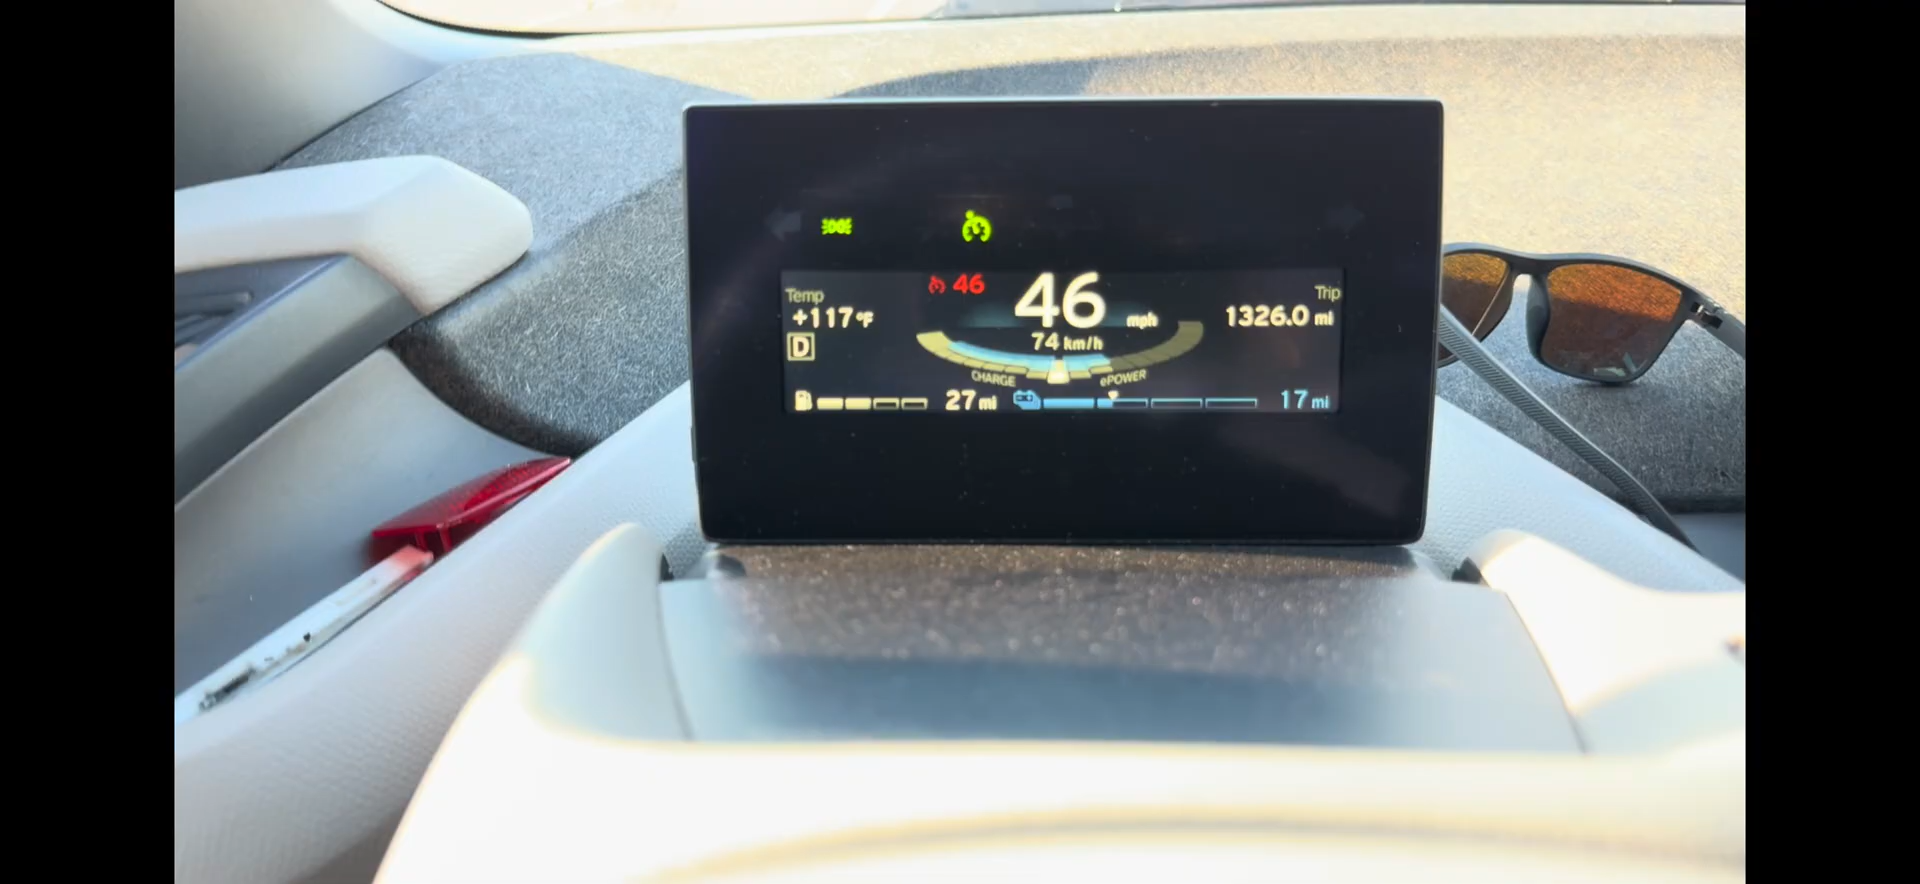 46
46 mph
74 km/h
Temp
+117°F
D
Trip
1326.0 mi
CHARGE
ePOWER
27 mi
17 mi